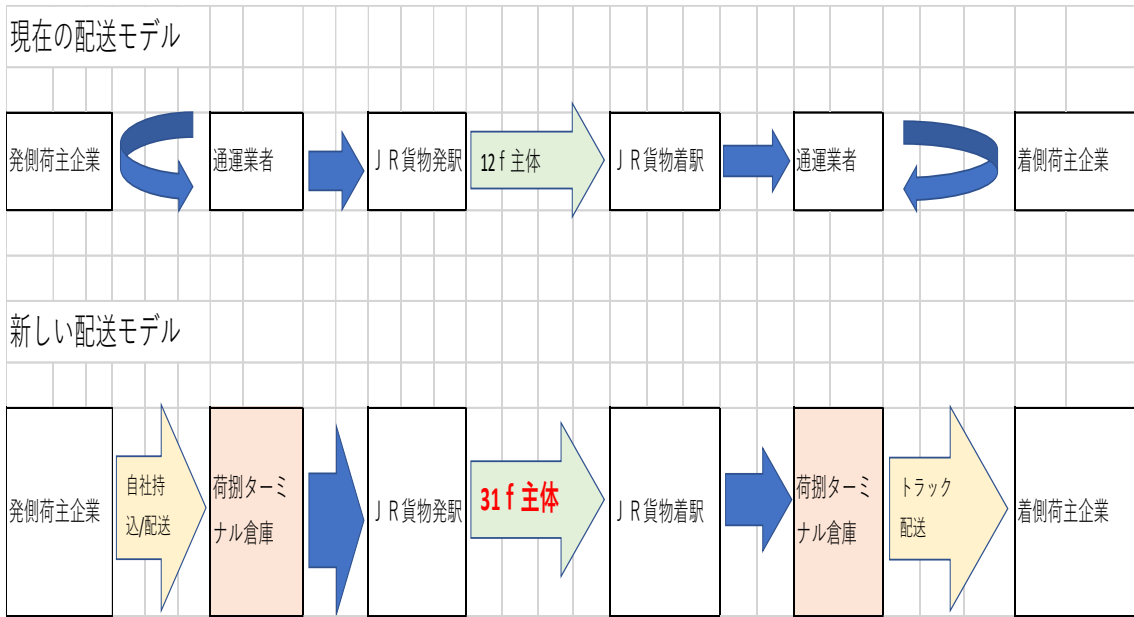 現在の配送モデル
発側荷主企業
通運業者
ＪＲ貨物発駅
12ｆ主体
ＪＲ貨物着駅
通運業者
着側荷主企業
新しい配送モデル
発側荷主企業
自社持
込/配送
荷捌ターミ
ナル倉庫
ＪＲ貨物発駅
31ｆ主体
ＪＲ貨物着駅
荷捌ターミ
ナル倉庫
トラック
配送
着側荷主企業